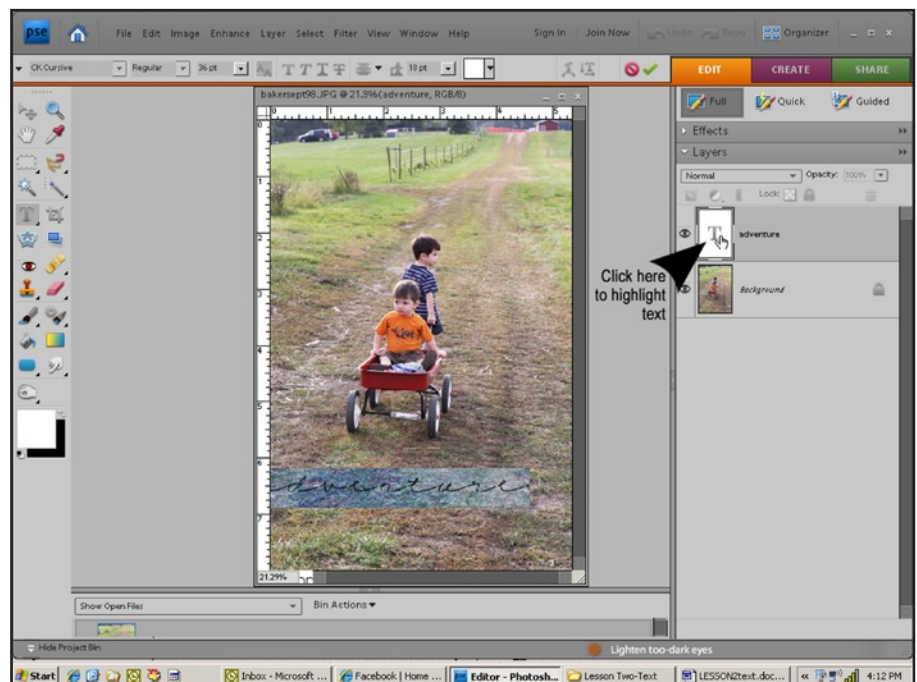 pse File Edit Image Enhance Layer Select Filter View Window Help Sign In Join Now Undo Redo Organizer
CK Cursive Regular 36 pt T T T T 18 pt EDIT CREATE SHARE
bakersept98.JPG @ 21.3%(adventure, RGB/8)
Full Quick Guided
Effects
Layers
Normal Opacity: 100%
Lock:
T adventure
Click here
to highlight
text
Background
adventure
21.29%
Show Open Files Bin Actions
Hide Project Bin Lighten too-dark eyes
Start Inbox - Microsoft ... Facebook | Home ... Editor - Photosh... Lesson Two-Text LESSON2text.doc... « 4:12 PM